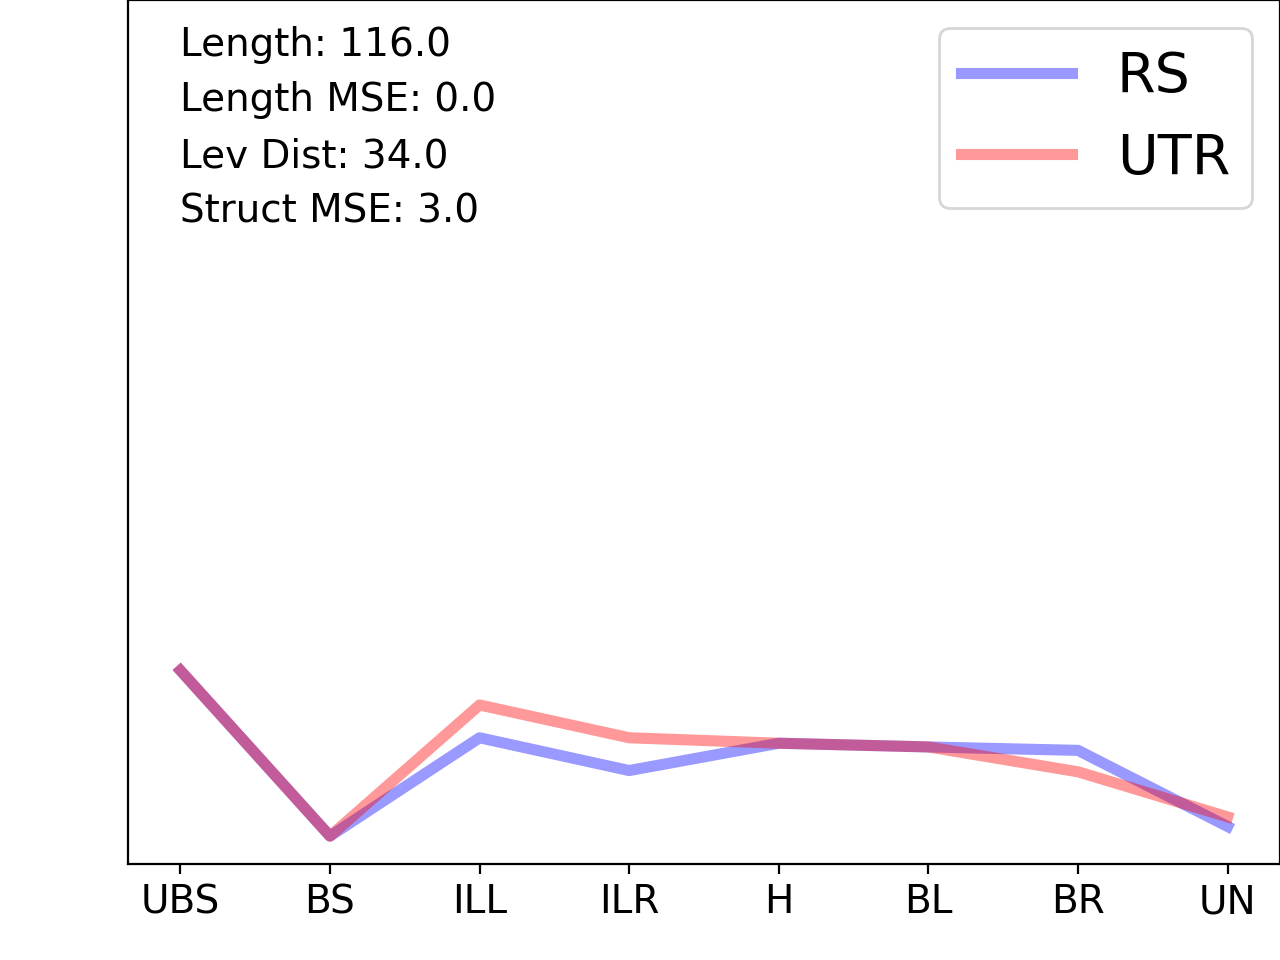 Length: 116.0
Length MSE: 0.0
Lev Dist: 34.0
Struct MSE: 3.0
RS
UTR
UBS BS ILL ILR H BL BR UN